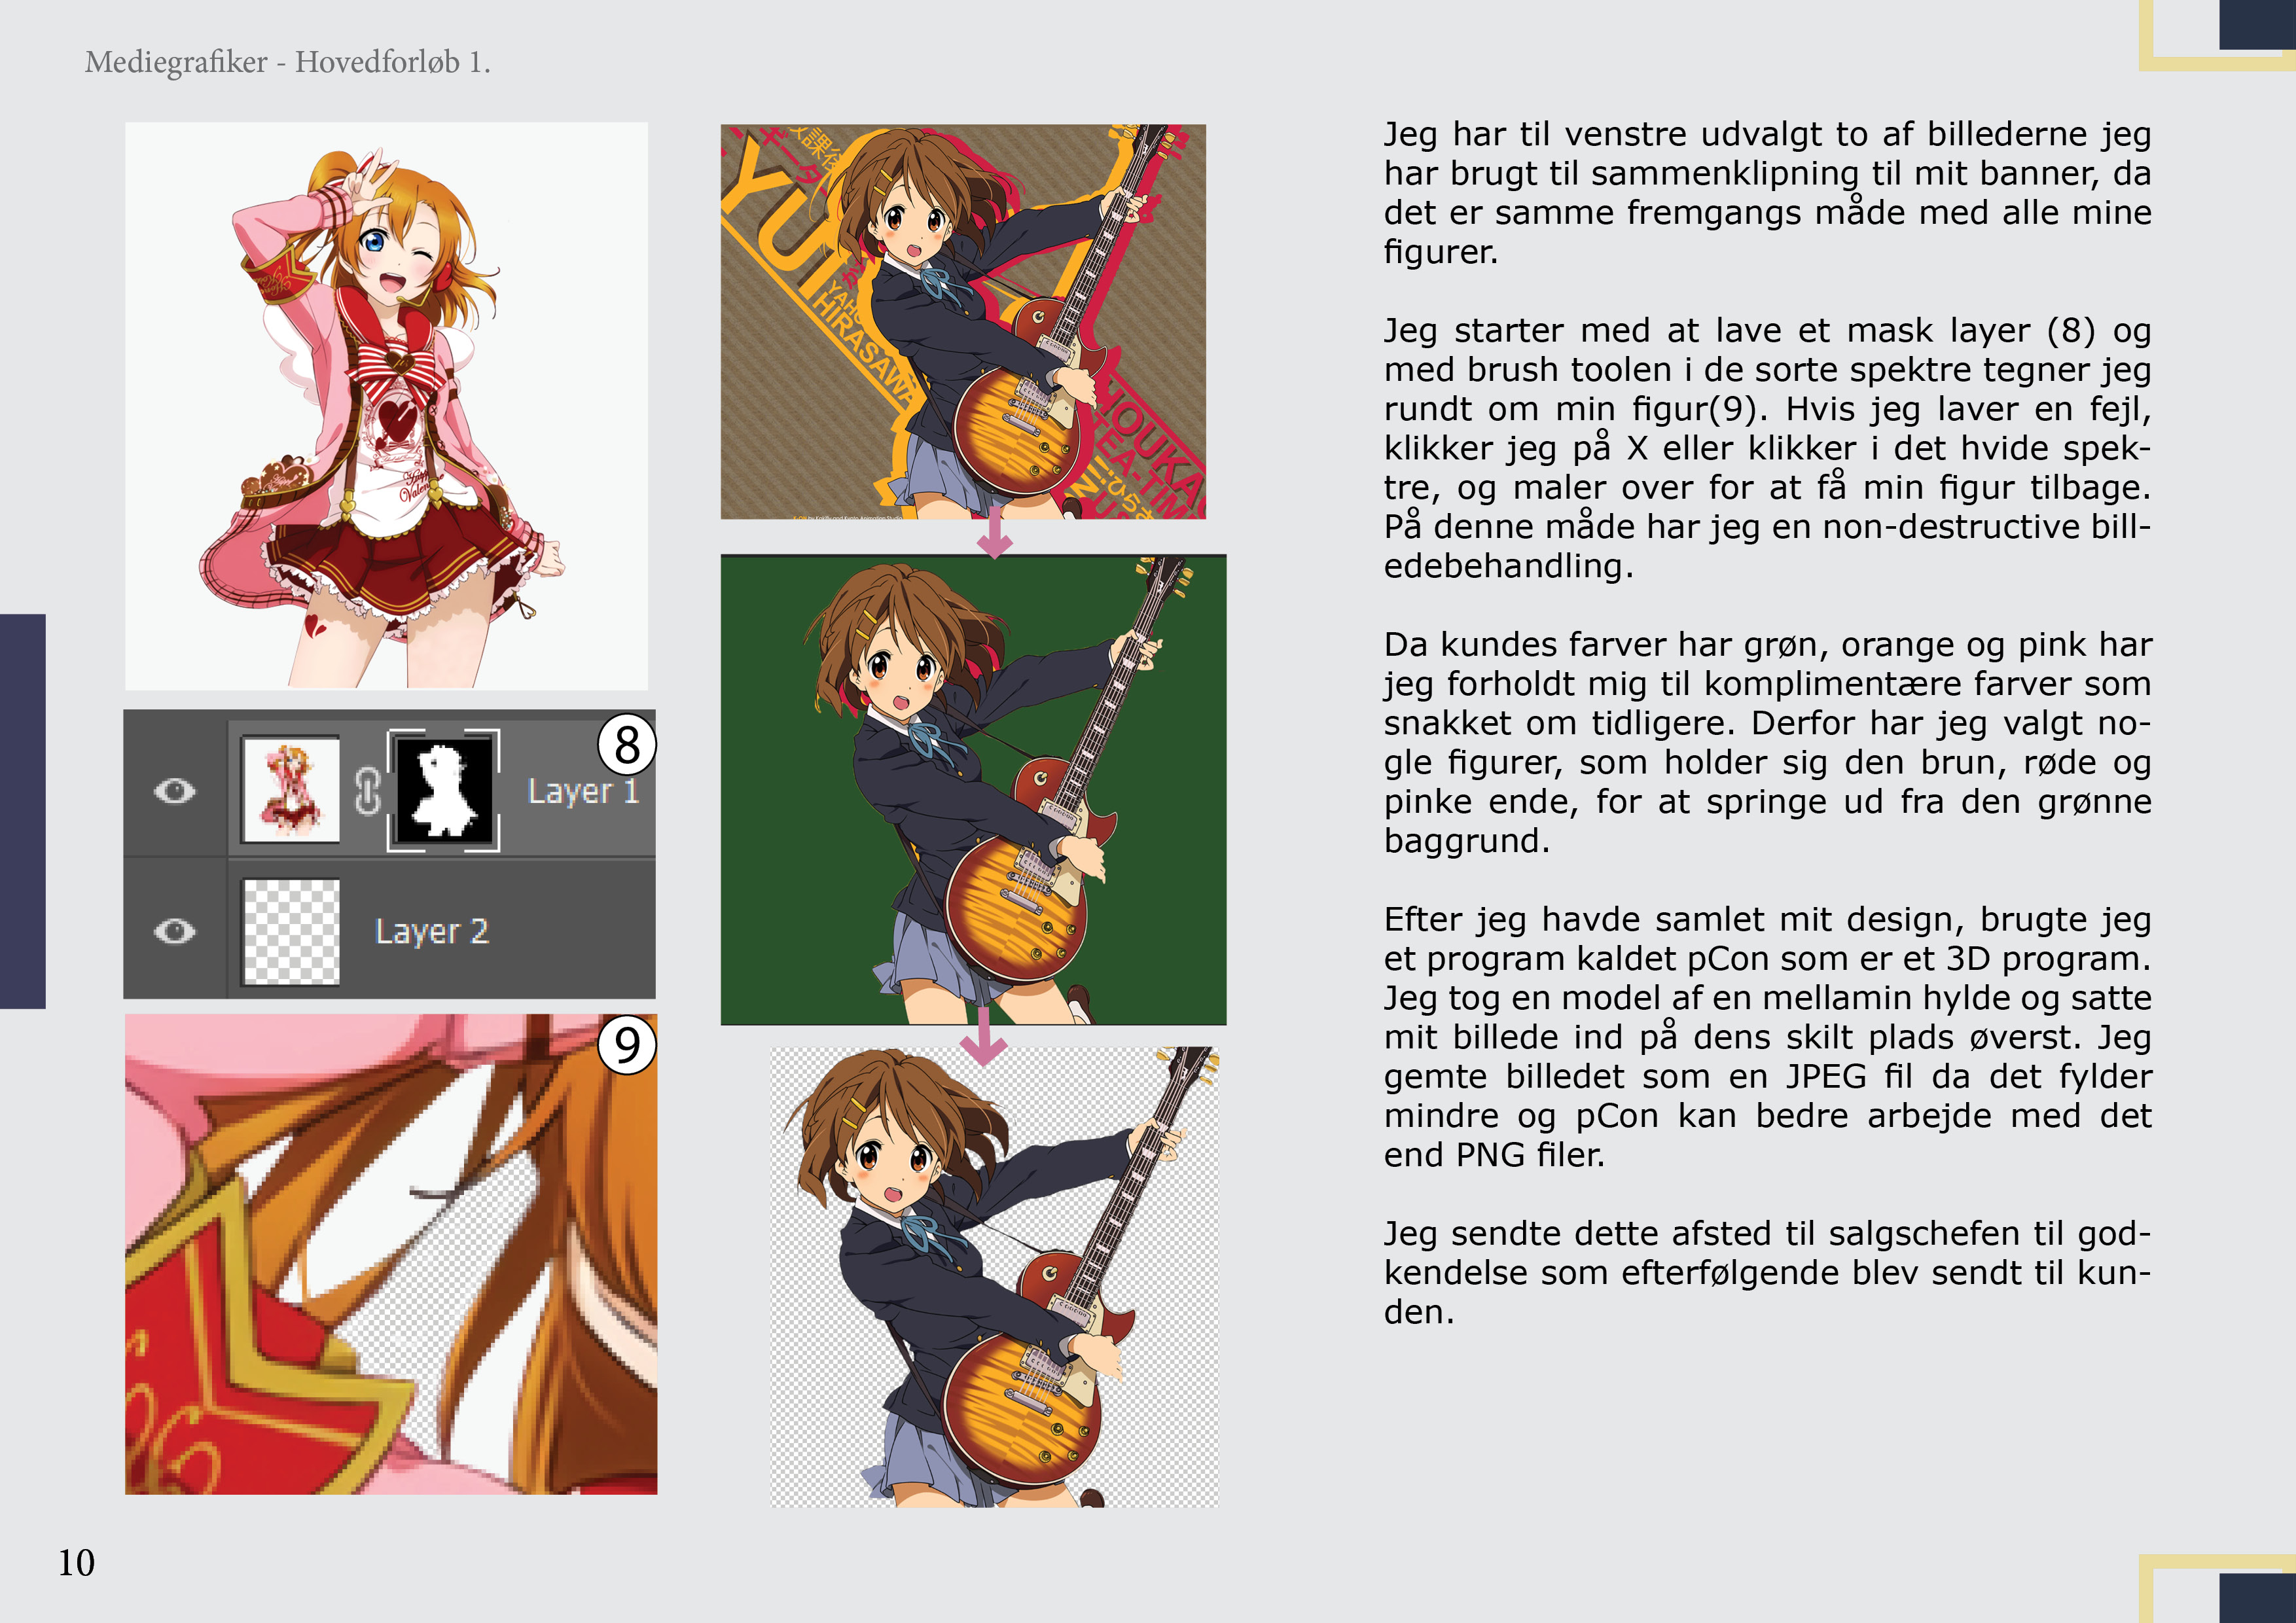 Mediegrafiker - Hovedforløb 1.
YUI
HIRASAWA
8
Layer 1
Layer 2
9
Jeg har til venstre udvalgt to af billederne jeg
har brugt til sammenklipning til mit banner, da
det er samme fremgangs måde med alle mine
figurer.
Jeg starter med at lave et mask layer (8) og
med brush toolen i de sorte spektre tegner jeg
rundt om min figur(9). Hvis jeg laver en fejl,
klikker jeg på X eller klikker i det hvide spek-
tre, og maler over for at få min figur tilbage.
På denne måde har jeg en non-destructive bill-
edebehandling.
Da kundes farver har grøn, orange og pink har
jeg forholdt mig til komplimentære farver som
snakket om tidligere. Derfor har jeg valgt no-
gle figurer, som holder sig den brun, røde og
pinke ende, for at springe ud fra den grønne
baggrund.
Efter jeg havde samlet mit design, brugte jeg
et program kaldet pCon som er et 3D program.
Jeg tog en model af en mellamin hylde og satte
mit billede ind på dens skilt plads øverst. Jeg
gemte billedet som en JPEG fil da det fylder
mindre og pCon kan bedre arbejde med det
end PNG filer.
Jeg sendte dette afsted til salgschefen til god-
kendelse som efterfølgende blev sendt til kun-
den.
10